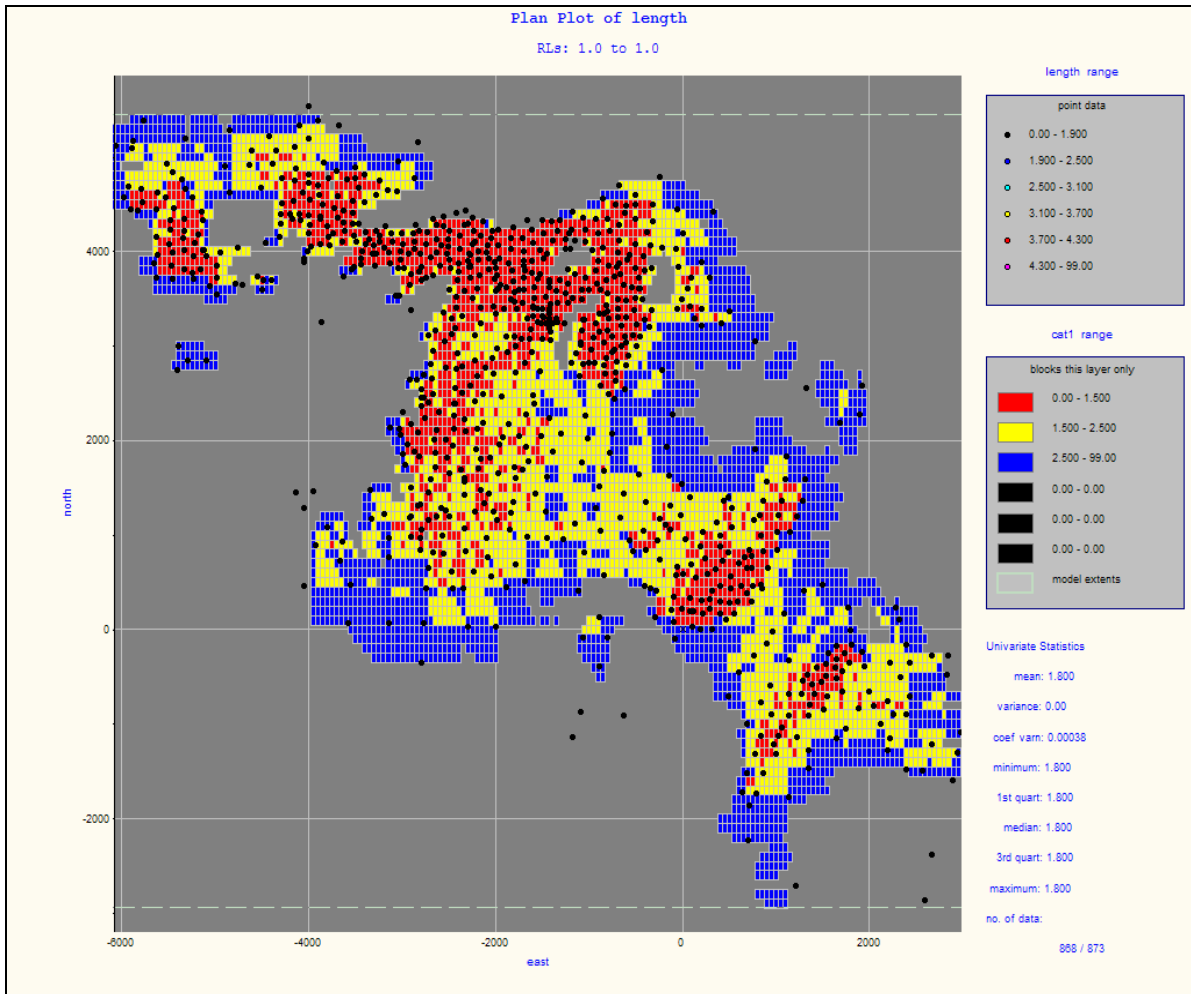 Plan Plot of length
RLs: 1.0 to 1.0
length range
point data
0.00 - 1.900
1.900 - 2.500
2.500 - 3.100
3.100 - 3.700
3.700 - 4.300
4.300 - 99.00
cat1 range
blocks this layer only
0.00 - 1.500
1.500 - 2.500
2.500 - 99.00
0.00 - 0.00
0.00 - 0.00
0.00 - 0.00
model extents
Univariate Statistics
mean: 1.800
variance: 0.00
coef varn: 0.00038
minimum: 1.800
1st quart: 1.800
median: 1.800
3rd quart: 1.800
maximum: 1.800
no. of data:
868 / 873
4000
2000
0
-2000
north
-6000
-4000
-2000
0
2000
east